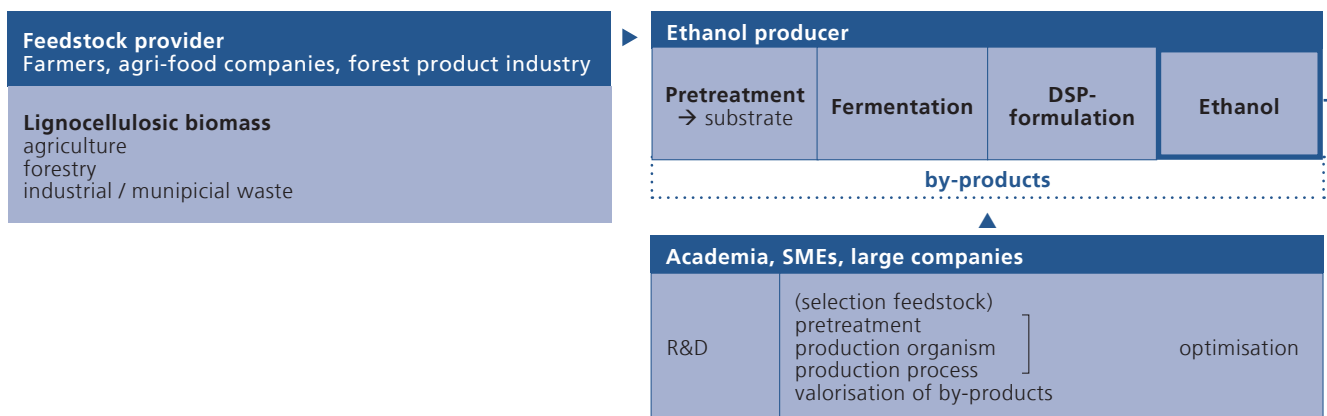 Feedstock provider
Farmers, agri-food companies, forest product industry
Lignocellulosic biomass
agriculture
forestry
industrial / munipicial waste
Ethanol producer
Pretreatment
→ substrate
Fermentation
DSP-
formulation
Ethanol
by-products
Academia, SMEs, large companies
R&D
(selection feedstock)
pretreatment
production organism
production process
valorisation of by-products
optimisation